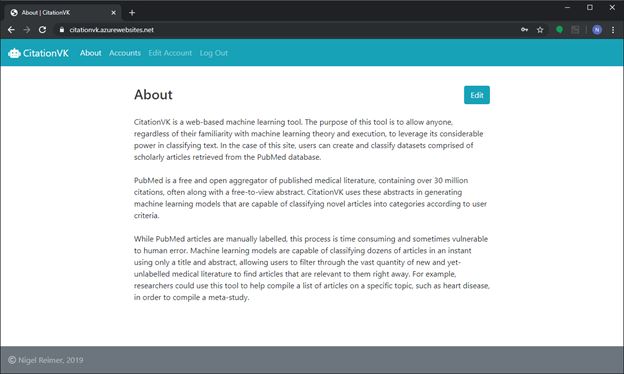 About | CitationVK
citationvk.azurewebsites.net
N
CitationVK About Accounts Edit Account Log Out
About
Edit
CitationVK is a web-based machine learning tool. The purpose of this tool is to allow anyone,
regardless of their familiarity with machine learning theory and execution, to leverage its considerable
power in classifying text. In the case of this site, users can create and classify datasets comprised of
scholarly articles retrieved from the PubMed database.
PubMed is a free and open aggregator of published medical literature, containing over 30 million
citations, often along with a free-to-view abstract. CitationVK uses these abstracts in generating
machine learning models that are capable of classifying novel articles into categories according to user
criteria.
While PubMed articles are manually labelled, this process is time consuming and sometimes vulnerable
to human error. Machine learning models are capable of classifying dozens of articles in an instant
using only a title and abstract, allowing users to filter through the vast quantity of new and yet-
unlabelled medical literature to find articles that are relevant to them right away. For example,
researchers could use this tool to help compile a list of articles on a specific topic, such as heart disease,
in order to compile a meta-study.
© Nigel Reimer, 2019